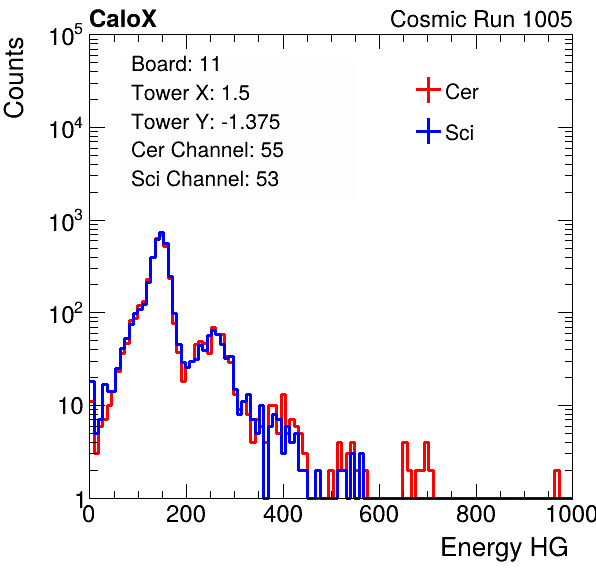 CaloX Cosmic Run 1005
Counts
10^5
10^4
10^3
10^2
10
1
Board: 11
Tower X: 1.5
Tower Y: -1.375
Cer Channel: 55
Sci Channel: 53
Cer
Sci
0 200 400 600 800 1000
Energy HG